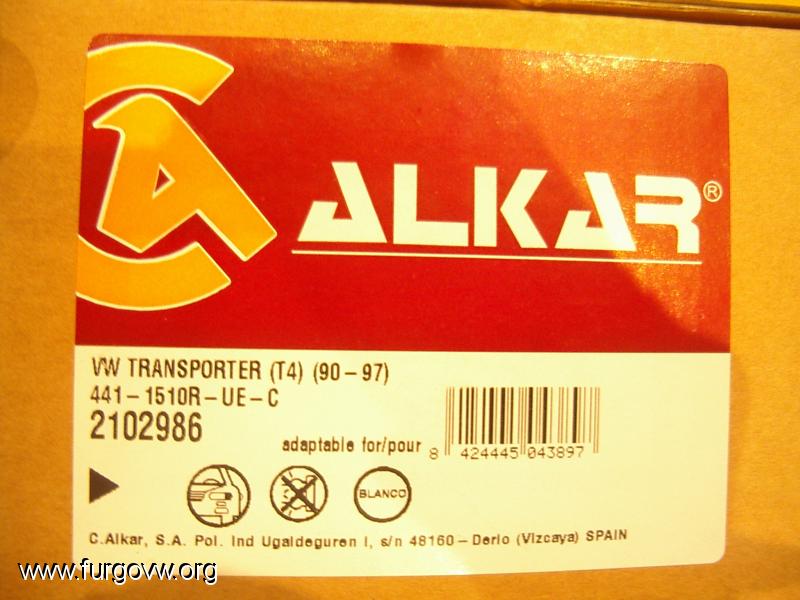 ALKAR®
VW TRANSPORTER (T4) (90-97)
441-1510R-UE-C
2102986
adaptable for/pour
8 424445 043897
BLANCO
C.Alkar, S.A. Pol. Ind Ugaldeguren I, s/n 48160 - Derio (Vizcaya) SPAIN
www.furgovw.org